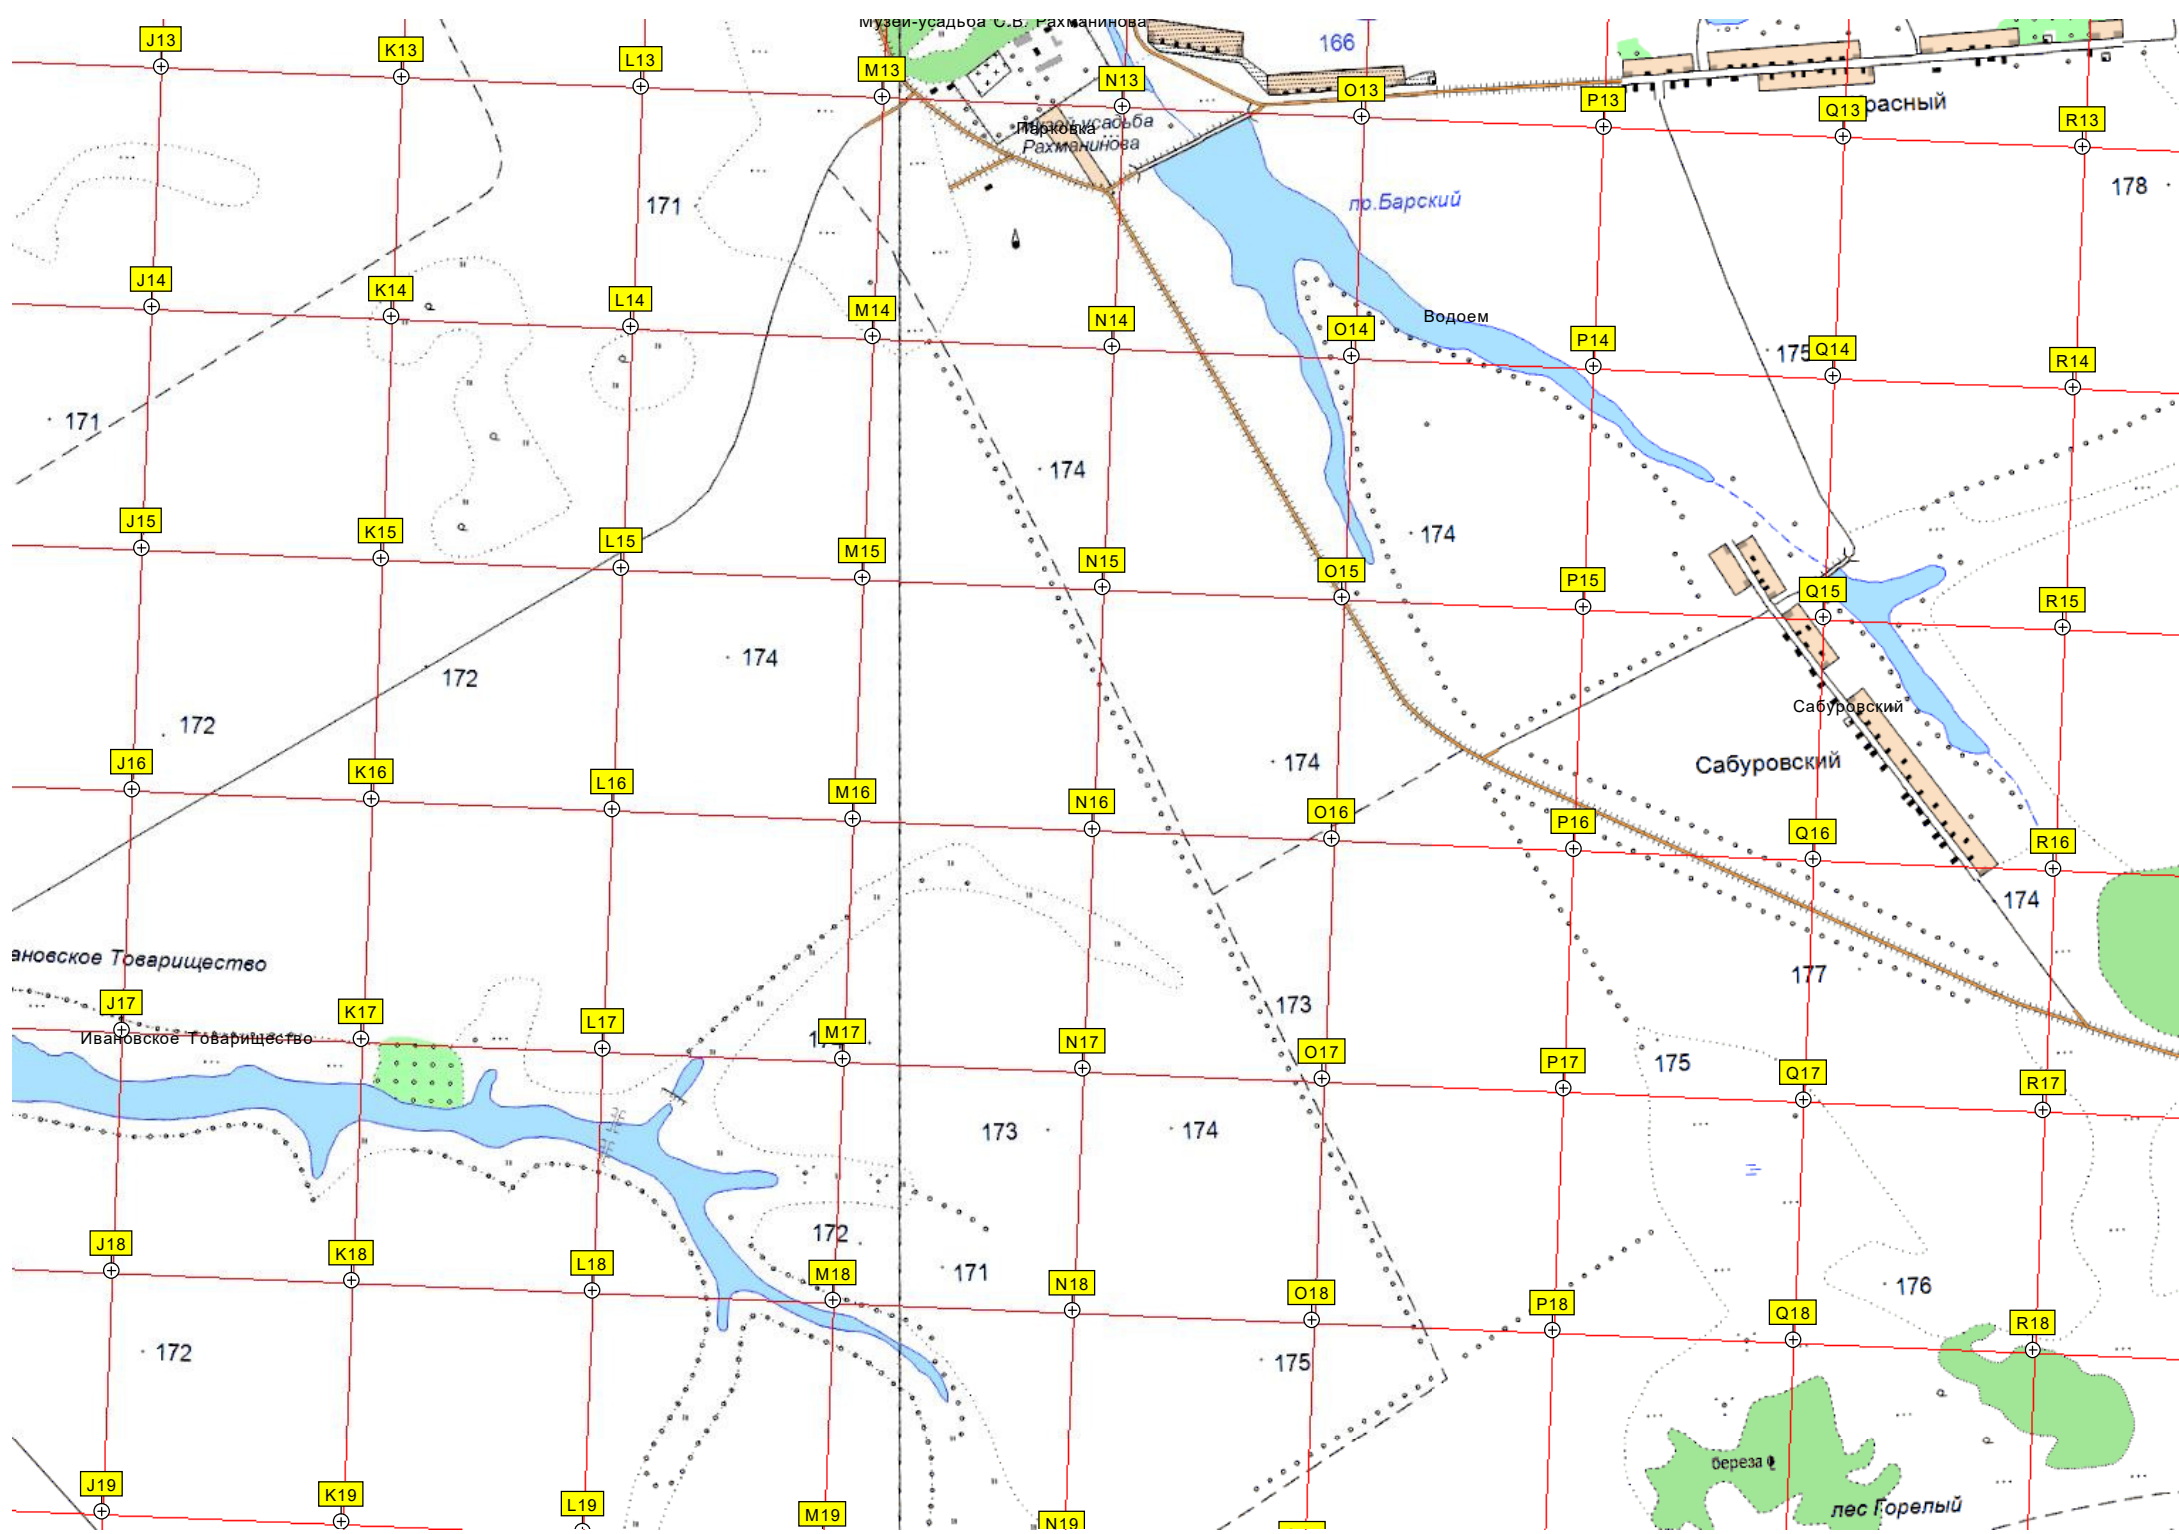 Музей-усадьба С.В. Рахманинова
J13
K13
L13
M13
N13
166
O13
P13
Q13
расный
R13
Парковка
Музей усадьба
Рахманинова
178
171
пр.Барский
J14
K14
L14
M14
N14
Водоем
O14
P14
175
Q14
R14
171
174
174
J15
K15
L15
M15
N15
O15
P15
Q15
R15
172
174
172
Сабуровский
Сабуровский
174
J16
K16
L16
M16
N16
O16
P16
Q16
R16
174
ановское Товарищество
177
173
J17
K17
L17
M17
N17
O17
P17
Q17
R17
Ивановское Товарищество
175
173
174
172
J18
K18
L18
M18
171
N18
O18
P18
176
Q18
R18
172
175
береза
лес Горелый
J19
K19
L19
M19
N19